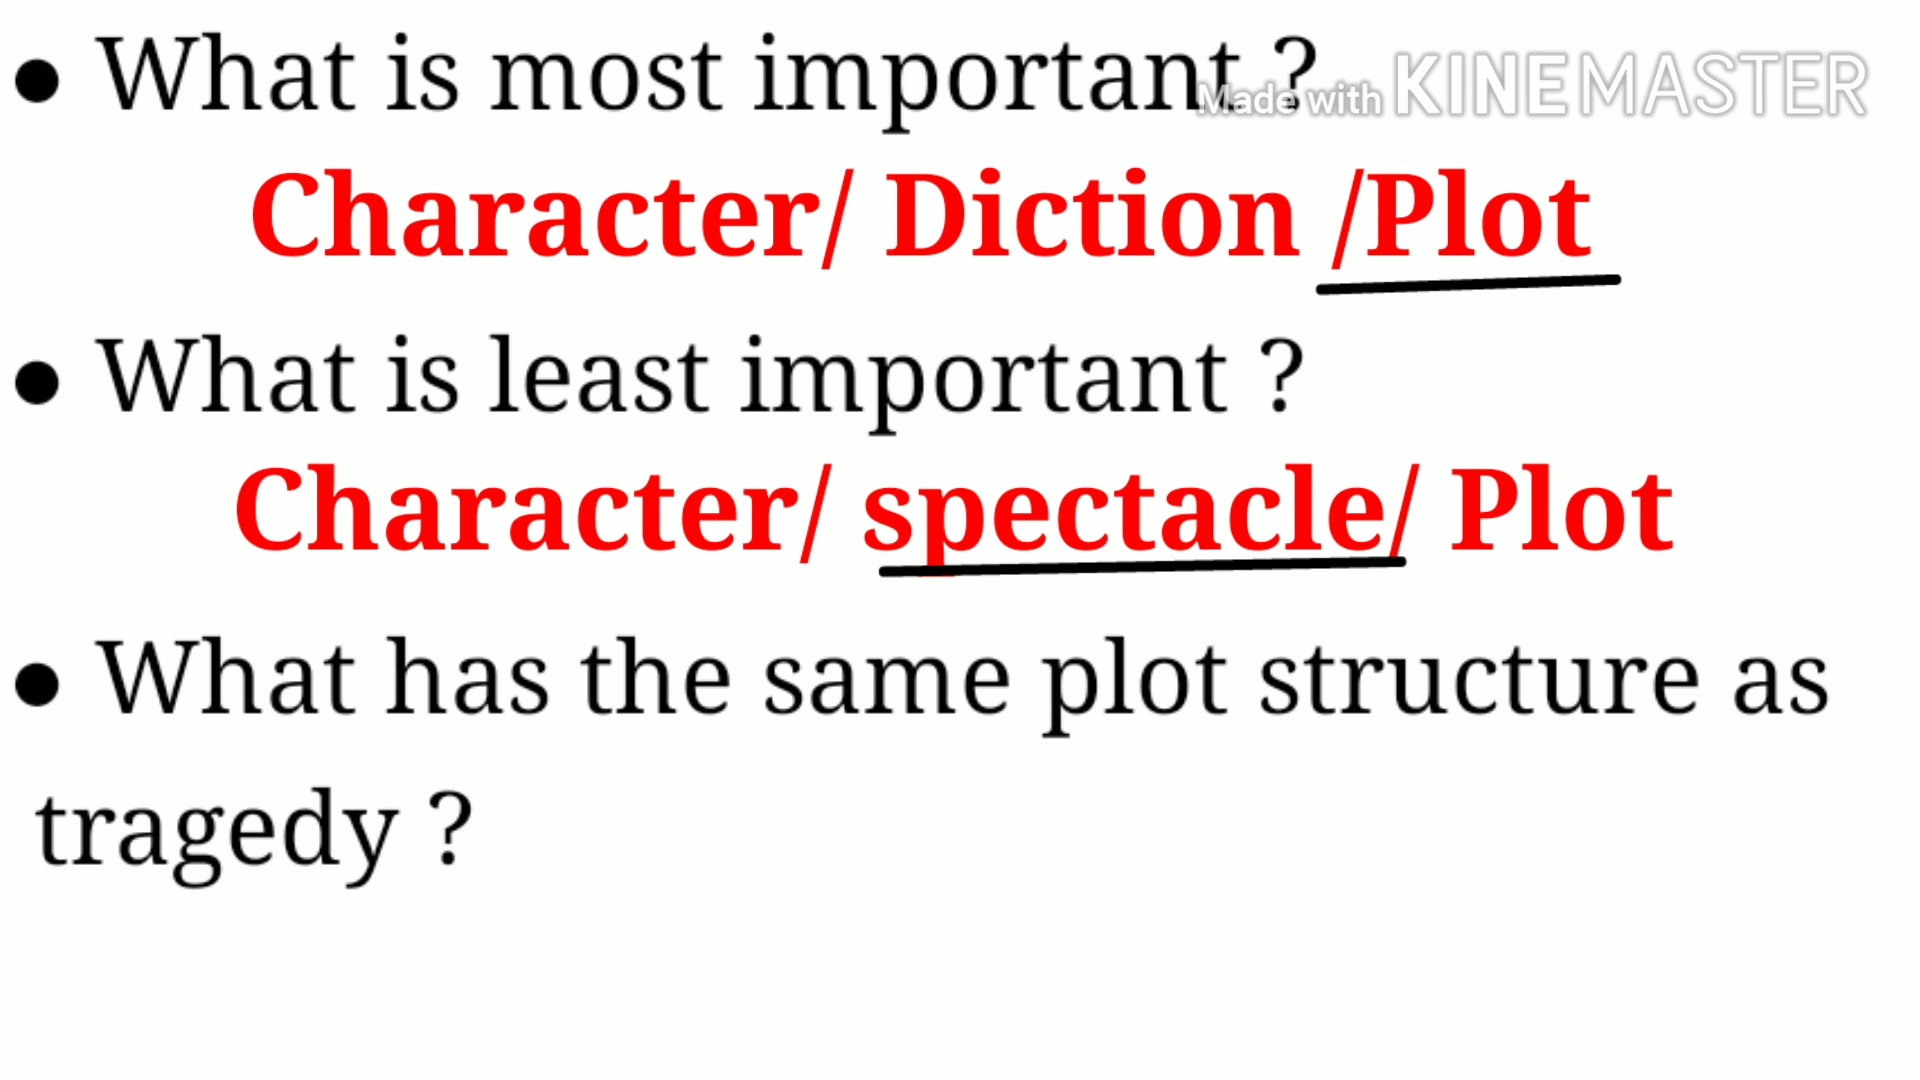 • What is most important ?
Made with KINEMASTER
Character/ Diction /Plot
• What is least important ?
Character/ spectacle/ Plot
• What has the same plot structure as
tragedy ?